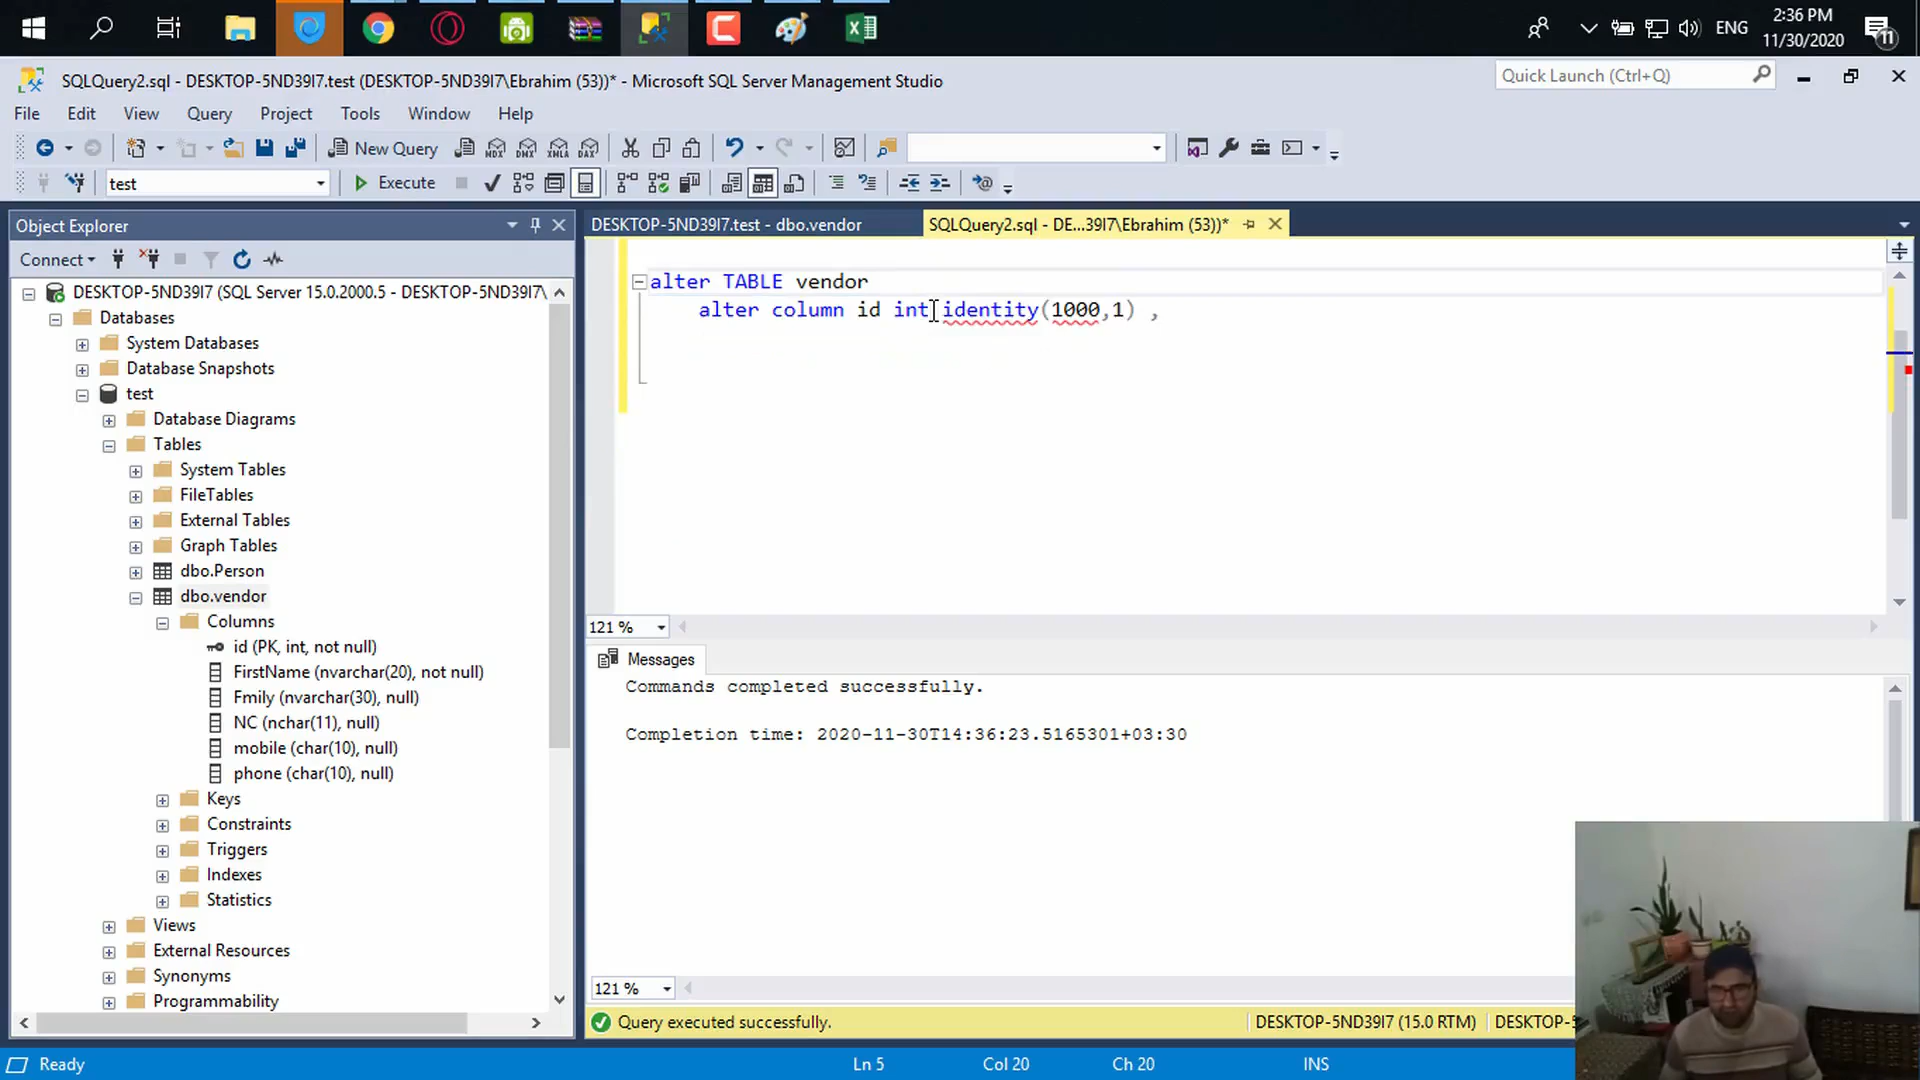 ENG
2:36 PM
11/30/2020
11
SQLQuery2.sql - DESKTOP-5ND39I7.test (DESKTOP-5ND39I7\Ebrahim (53))* - Microsoft SQL Server Management Studio
Quick Launch (Ctrl+Q)
File Edit View Query Project Tools Window Help
New Query
MDX DMX XMLA DAX
test
Execute
Object Explorer
DESKTOP-5ND39I7.test - dbo.vendor
SQLQuery2.sql - DE...39I7\Ebrahim (53))*
Connect
DESKTOP-5ND39I7 (SQL Server 15.0.2000.5 - DESKTOP-5ND39I7\
Databases
System Databases
Database Snapshots
test
Database Diagrams
Tables
System Tables
FileTables
External Tables
Graph Tables
dbo.Person
dbo.vendor
Columns
id (PK, int, not null)
FirstName (nvarchar(20), not null)
Fmily (nvarchar(30), null)
NC (nchar(11), null)
mobile (char(10), null)
phone (char(10), null)
Keys
Constraints
Triggers
Indexes
Statistics
Views
External Resources
Synonyms
Programmability
alter TABLE vendor
alter column id int identity(1000,1) ,
121 %
Messages
Commands completed successfully.
Completion time: 2020-11-30T14:36:23.5165301+03:30
121 %
Query executed successfully.
DESKTOP-5ND39I7 (15.0 RTM)
DESKTOP-5
Ready
Ln 5
Col 20
Ch 20
INS